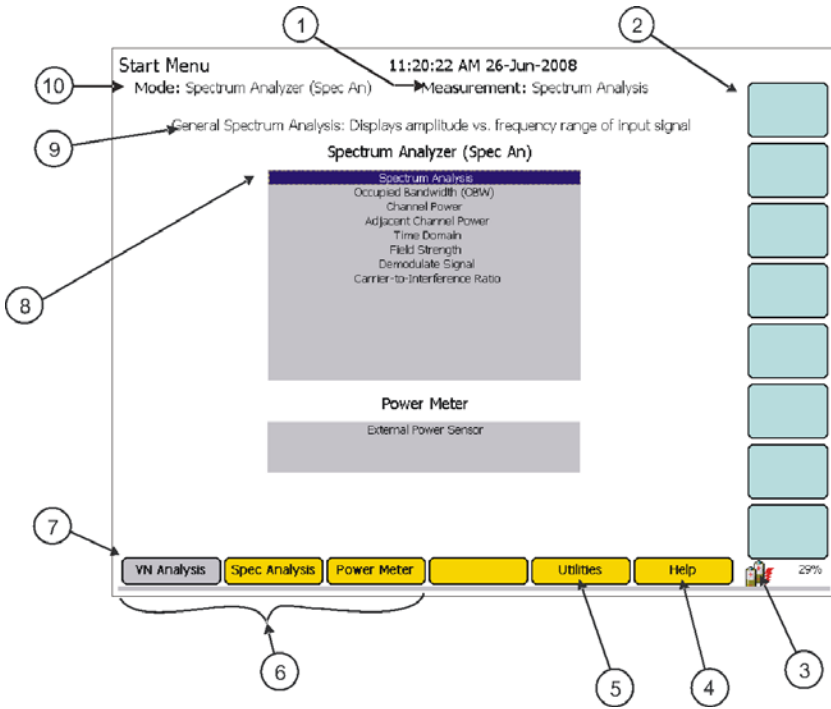 1
2
Start Menu 11:20:22 AM 26-Jun-2008
10
Mode: Spectrum Analyzer (Spec An) Measurement: Spectrum Analysis
9
General Spectrum Analysis: Displays amplitude vs. frequency range of input signal
Spectrum Analyzer (Spec An)
Spectrum Analysis
Occupied Bandwidth (OBW)
Channel Power
Adjacent Channel Power
Time Domain
Field Strength
Demodulate Signal
Carrier-to-Interference Ratio
8
Power Meter
External Power Sensor
7
VN Analysis Spec Analysis Power Meter Utilities Help 29%
6
5
4
3